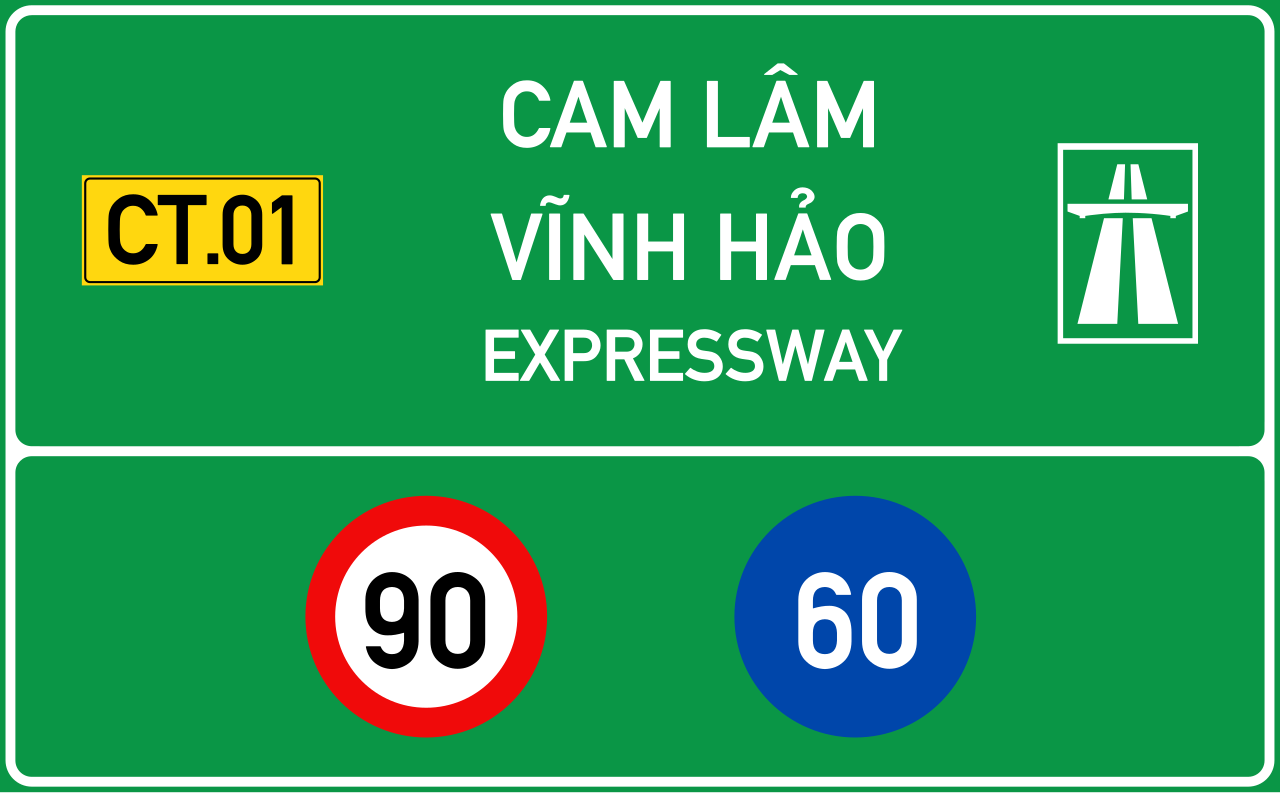 CT.01
CAM LÂM
VĨNH HẢO
EXPRESSWAY
90
60